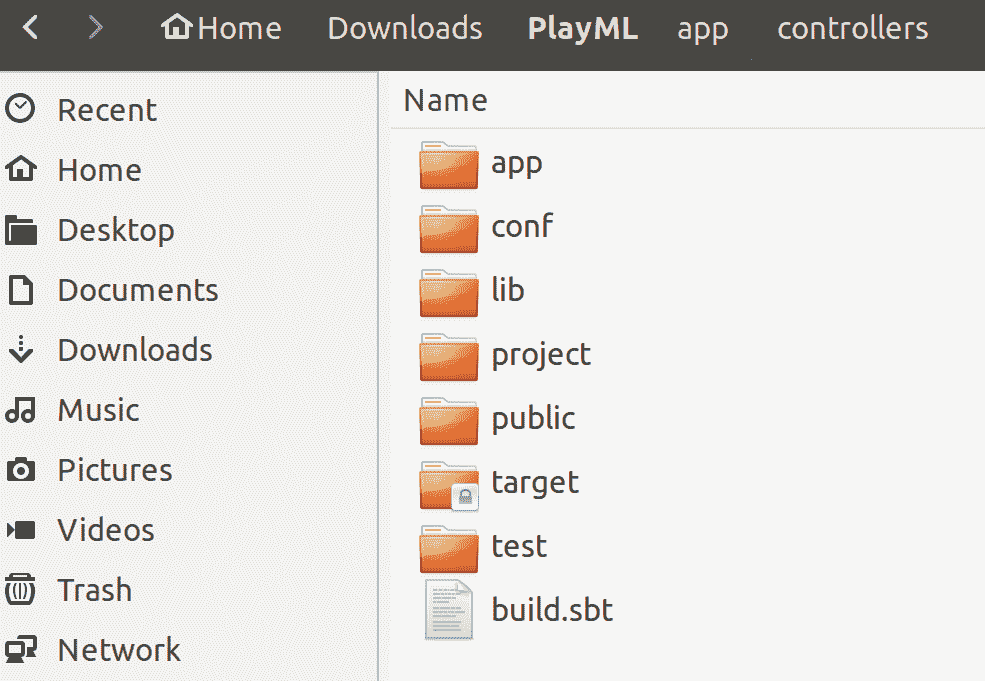 Home Downloads PlayML app controllers
Recent
Home
Desktop
Documents
Downloads
Music
Pictures
Videos
Trash
Network
Name
app
conf
lib
project
public
target
test
build.sbt